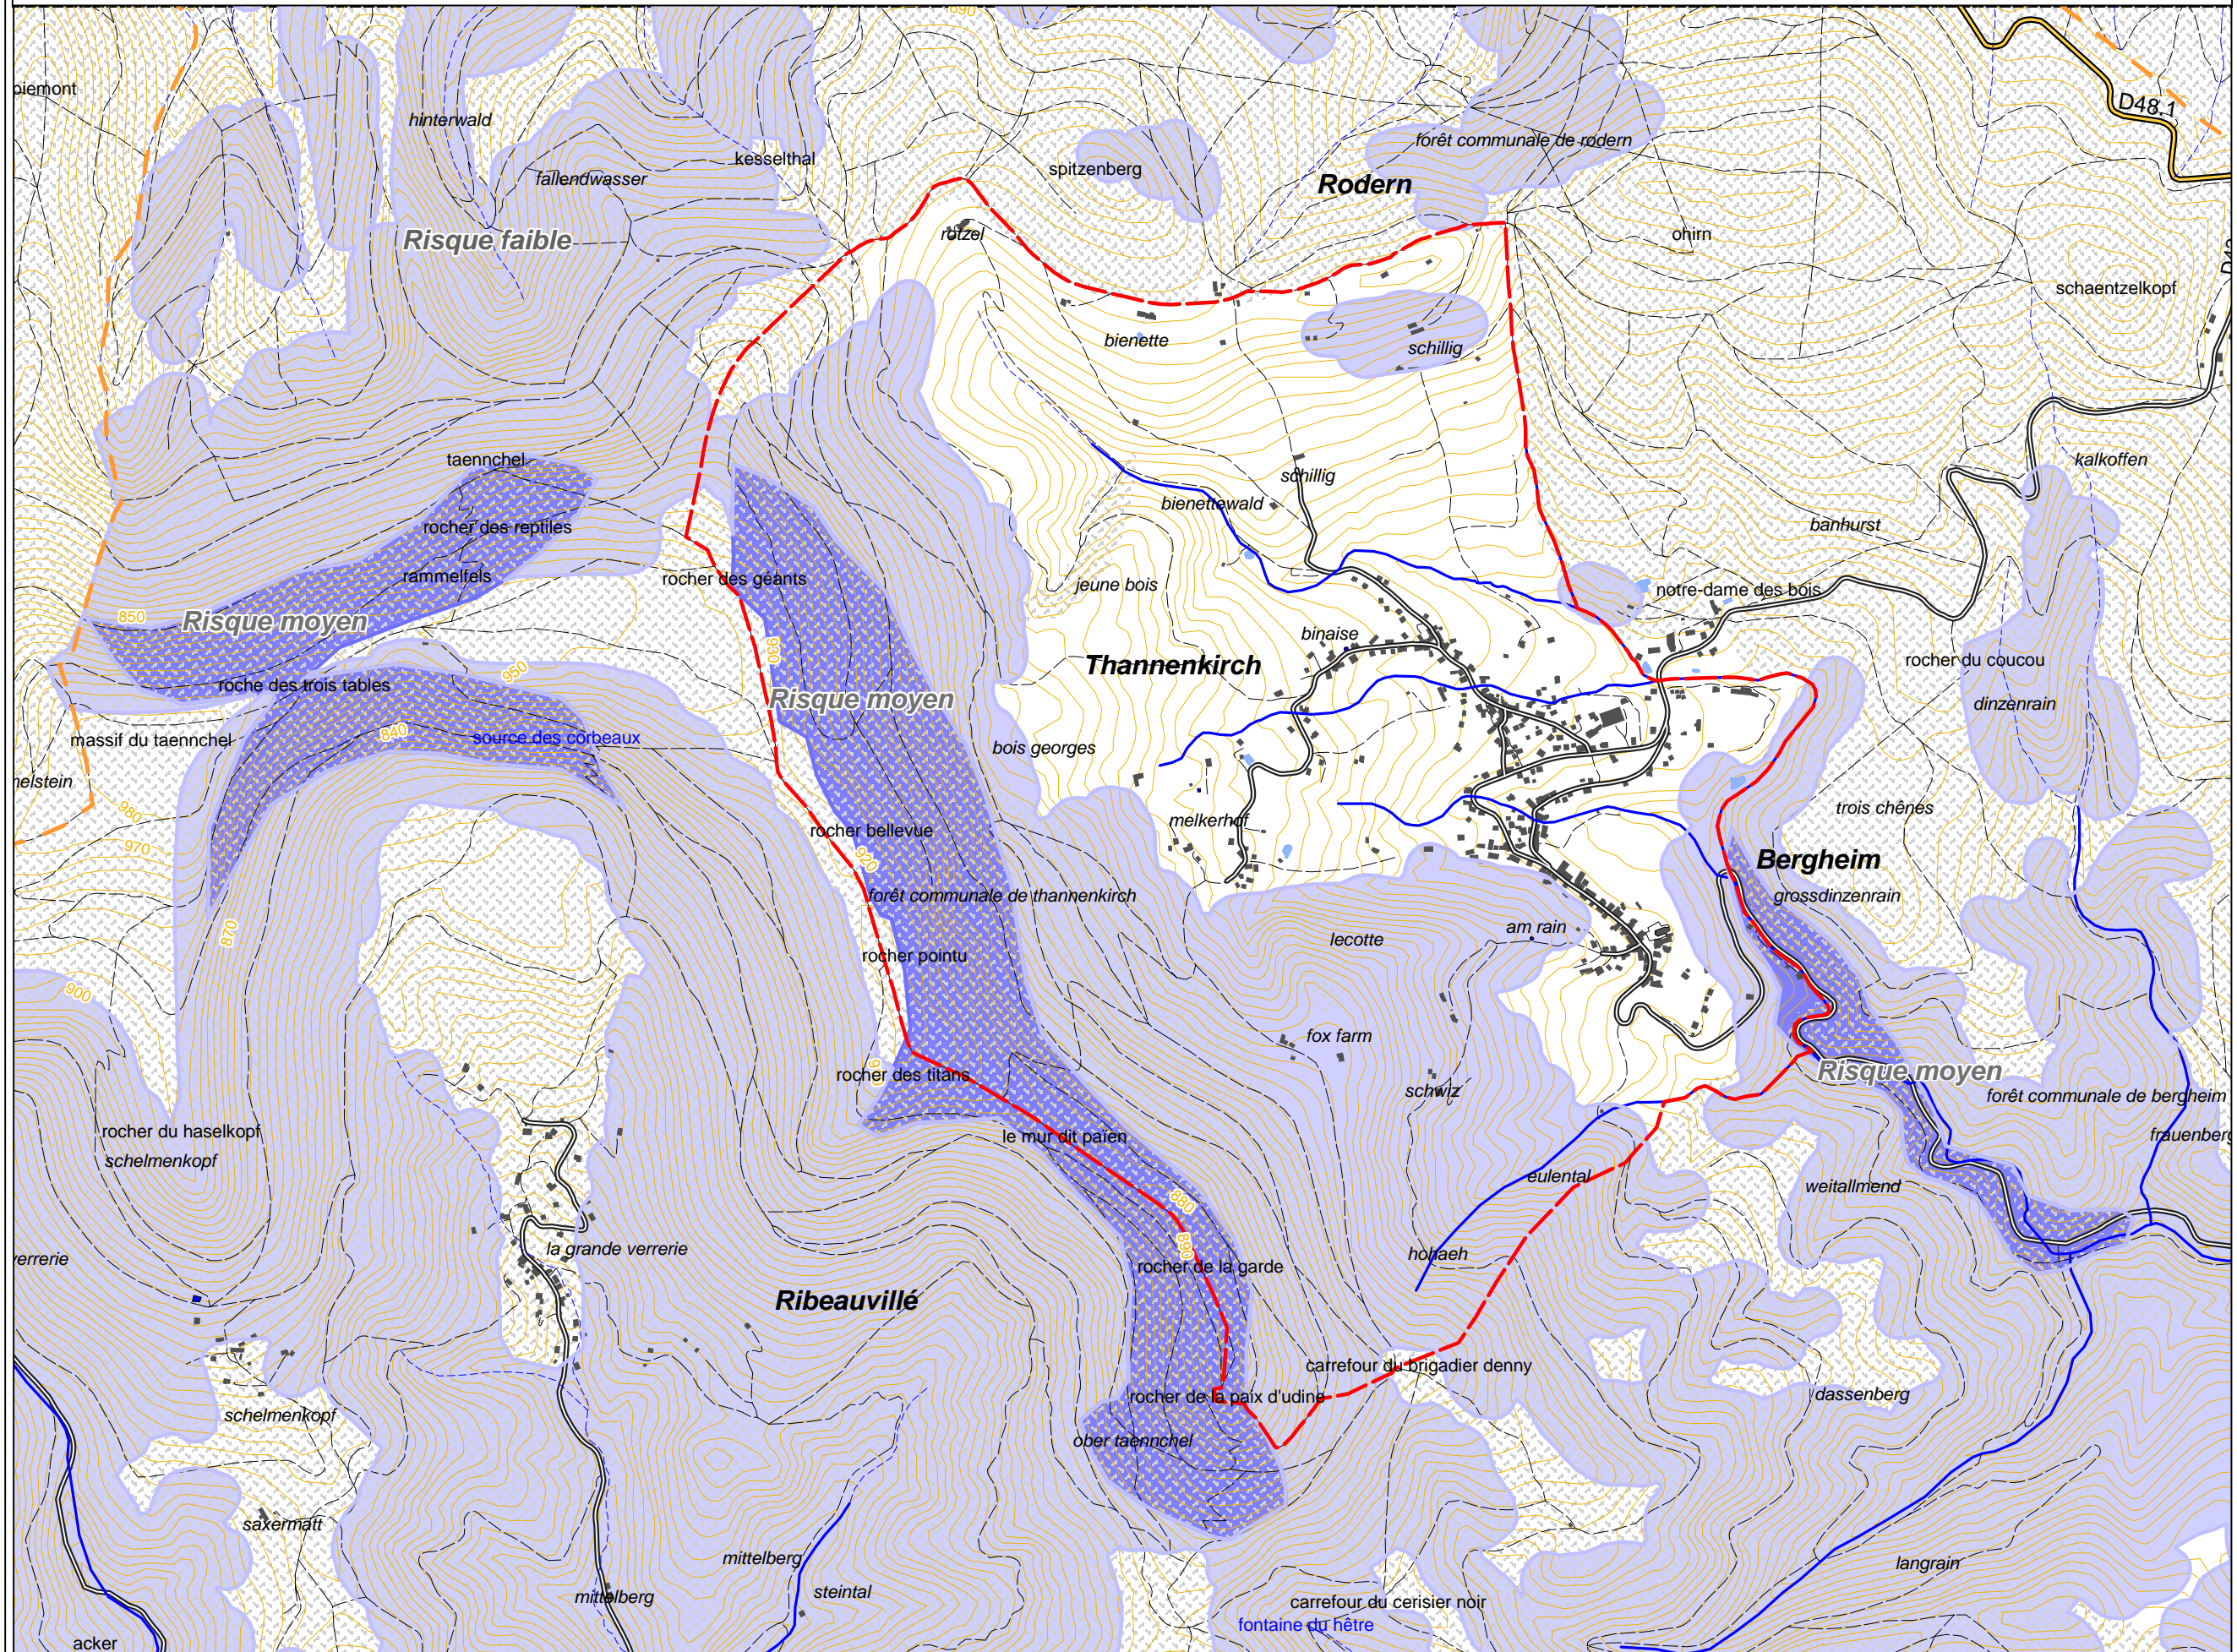 690
oiemont
D48.1
hinterwald
forêt communale de rodern
kesselthal
spitzenberg
fallendwasser
Rodern
rotzel
ohirn
Risque faible
schaentzelkopf
bienette
schillig
taennchel
kalkoffen
schillig
bienettewald
rocher des reptiles
banhurst
rammelfels
rocher des géants
jeune bois
notre-dame des bois
850
Risque moyen
binaise
930
Thannenkirch
rocher du coucou
950
roche des trois tables
Risque moyen
dinzenrain
840
massif du taennchel
source des corbeaux
bois georges
nelstein
980
trois chênes
melkerhof
rocher bellevue
970
920
Bergheim
forêt communale de thannenkirch
grossdinzenrain
870
lecotte
am rain
rocher pointu
900
fox farm
rocher des titans
Risque moyen
schwiz
forêt communale de bergheim
rocher du haselkopf
le mur dit païen
frauenberg
schelmenkopf
eulental
weitallmend
880
la grande verrerie
890
hohaeh
verrerie
rocher de la garde
Ribeauvillé
carrefour du brigadier denny
rocher de la paix d'udine
dassenberg
schelmenkopf
ober taennchel
saxermatt
mittelberg
langrain
steintal
mittelberg
carrefour du cerisier noir
fontaine du hêtre
acker